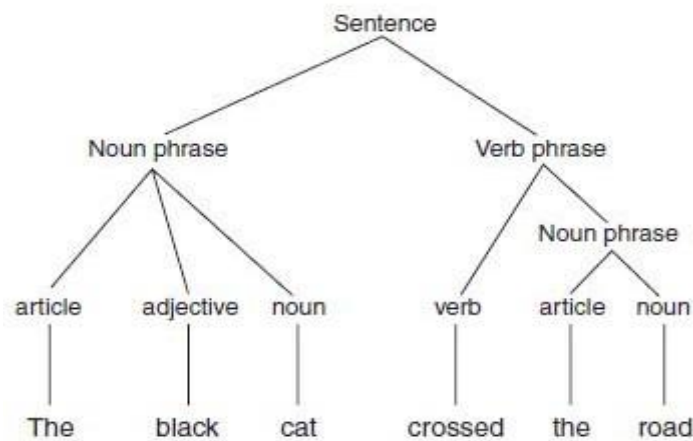 Sentence
Noun phrase Verb phrase
Noun phrase
article adjective noun verb article noun
The black cat crossed the road